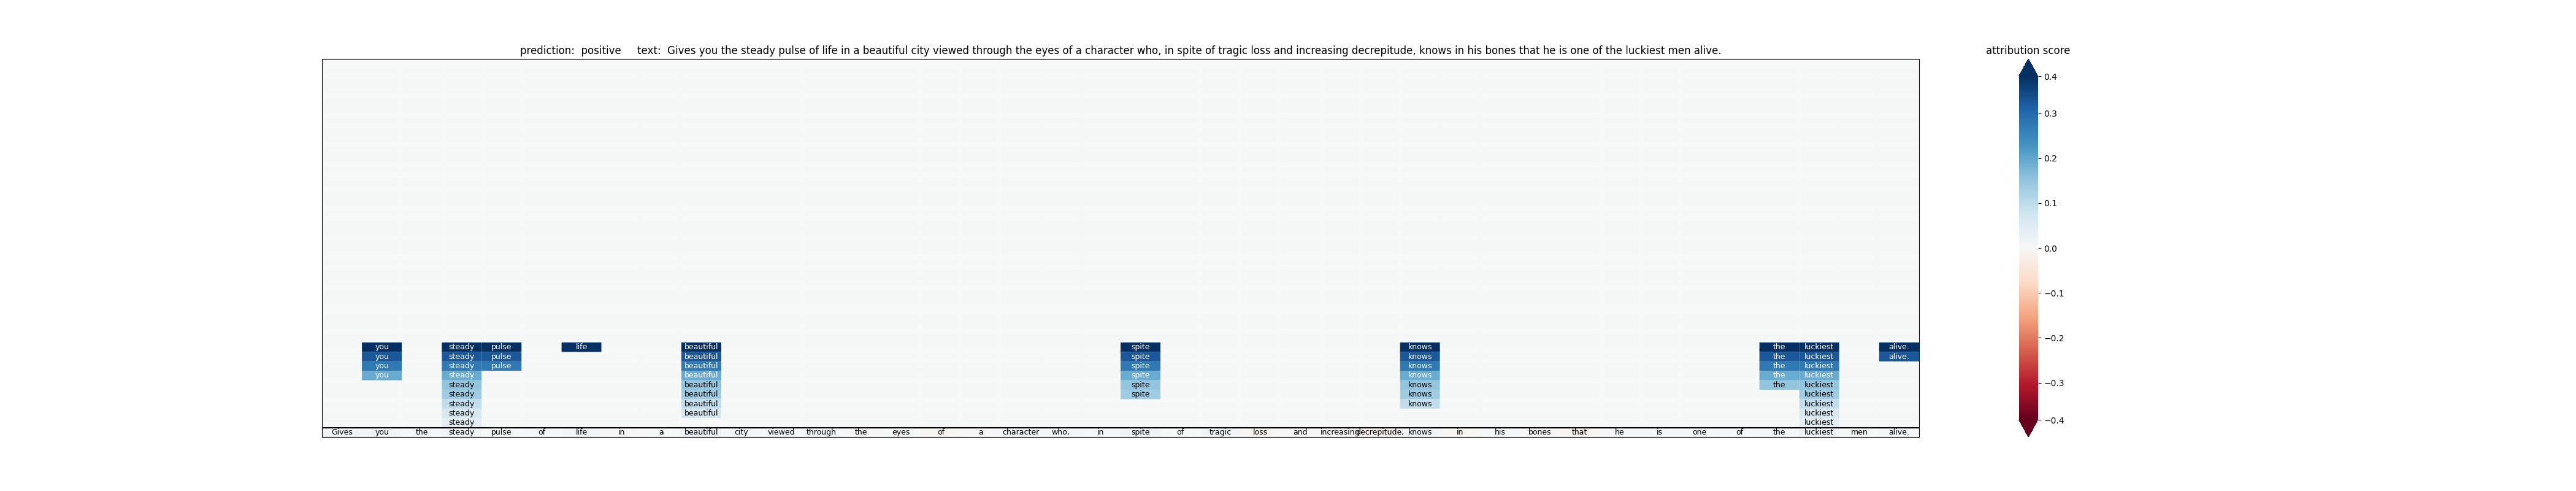 prediction: positive text: Gives you the steady pulse of life in a beautiful city viewed through the eyes of a character who, in spite of tragic loss and increasing decrepitude, knows in his bones that he is one of the luckiest men alive.
attribution score
you steady pulse life beautiful spite knows the luckiest alive.
you steady pulse beautiful spite knows the luckiest alive.
you steady pulse beautiful spite knows the luckiest
you steady beautiful spite knows the luckiest
steady beautiful spite knows the luckiest
steady beautiful spite knows luckiest
steady beautiful knows luckiest
steady beautiful luckiest
steady luckiest
Gives you the steady pulse of life in a beautiful city viewed through the eyes of a character who, in spite of tragic loss and increasing decrepitude, knows in his bones that he is one of the luckiest men alive.
0.4
0.3
0.2
0.1
0.0
−0.1
−0.2
−0.3
−0.4